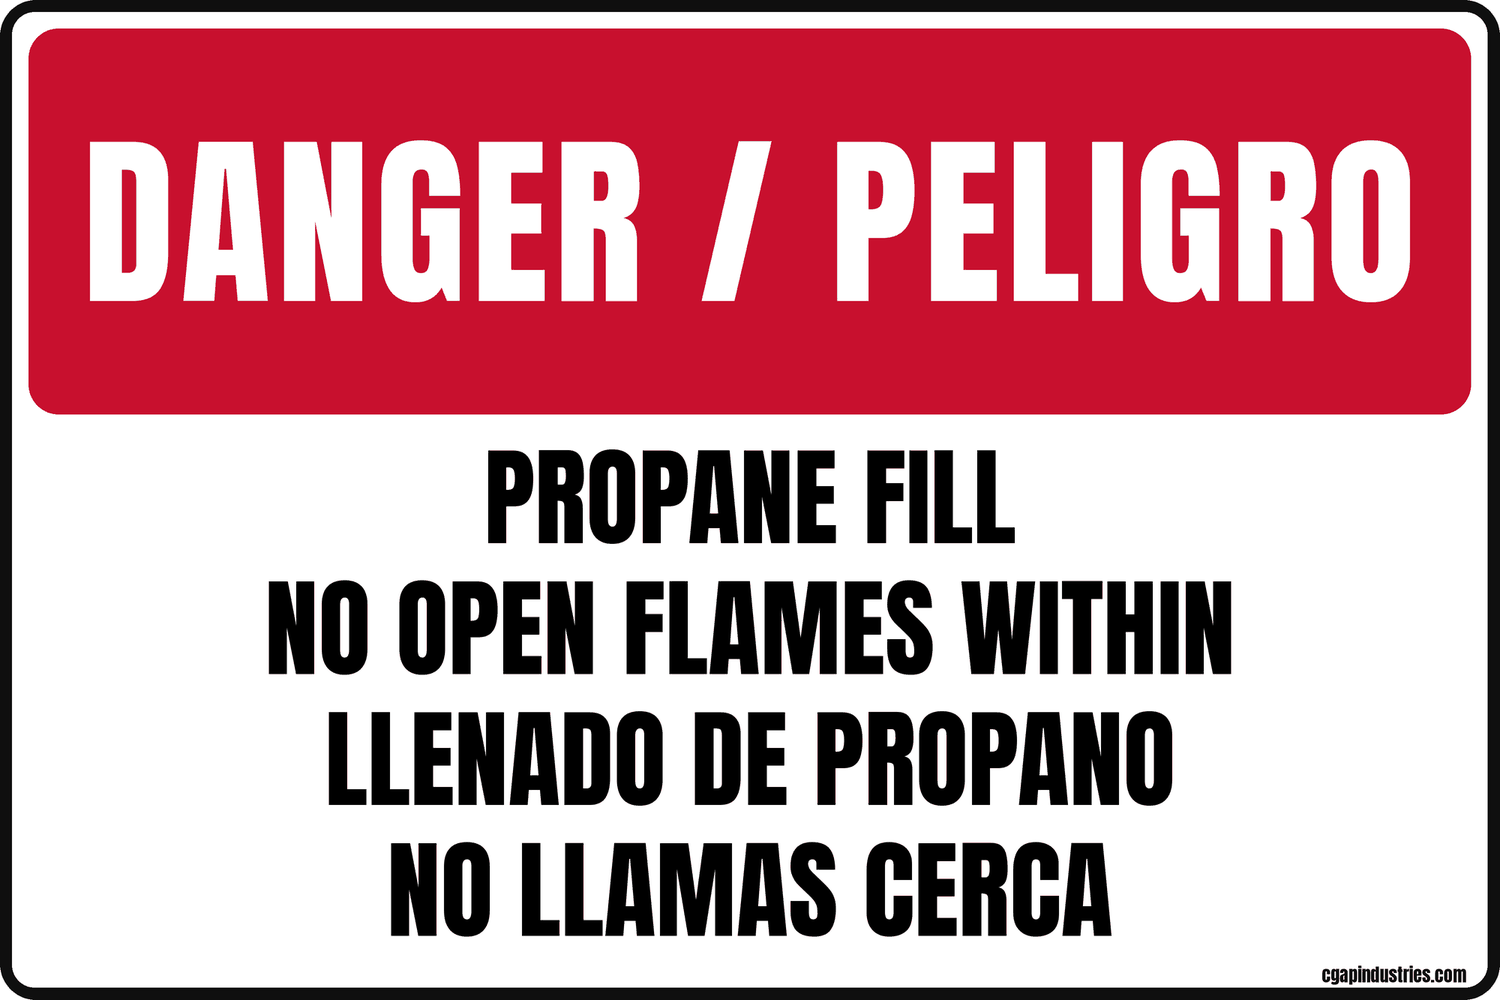 DANGER / PELIGRO
PROPANE FILL
NO OPEN FLAMES WITHIN
LLENADO DE PROPANO
NO LLAMAS CERCA
cgapindustries.com